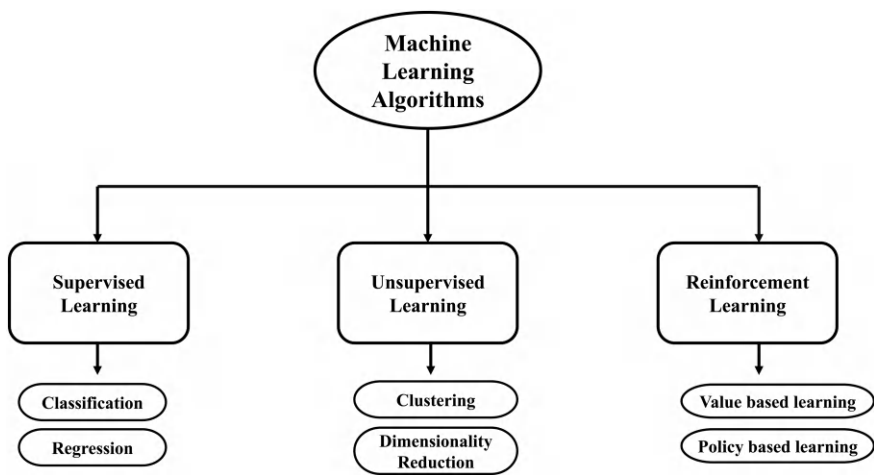 Machine
Learning
Algorithms
Supervised
Learning
Unsupervised
Learning
Reinforcement
Learning
Classification
Regression
Clustering
Dimensionality
Reduction
Value based learning
Policy based learning